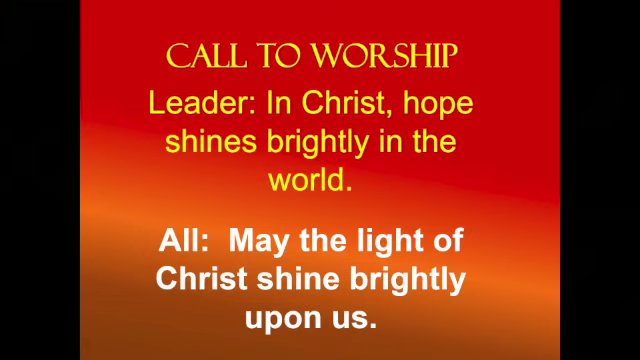 CALL TO WORSHIP
Leader: In Christ, hope
shines brightly in the
world.
All:  May the light of
Christ shine brightly
upon us.